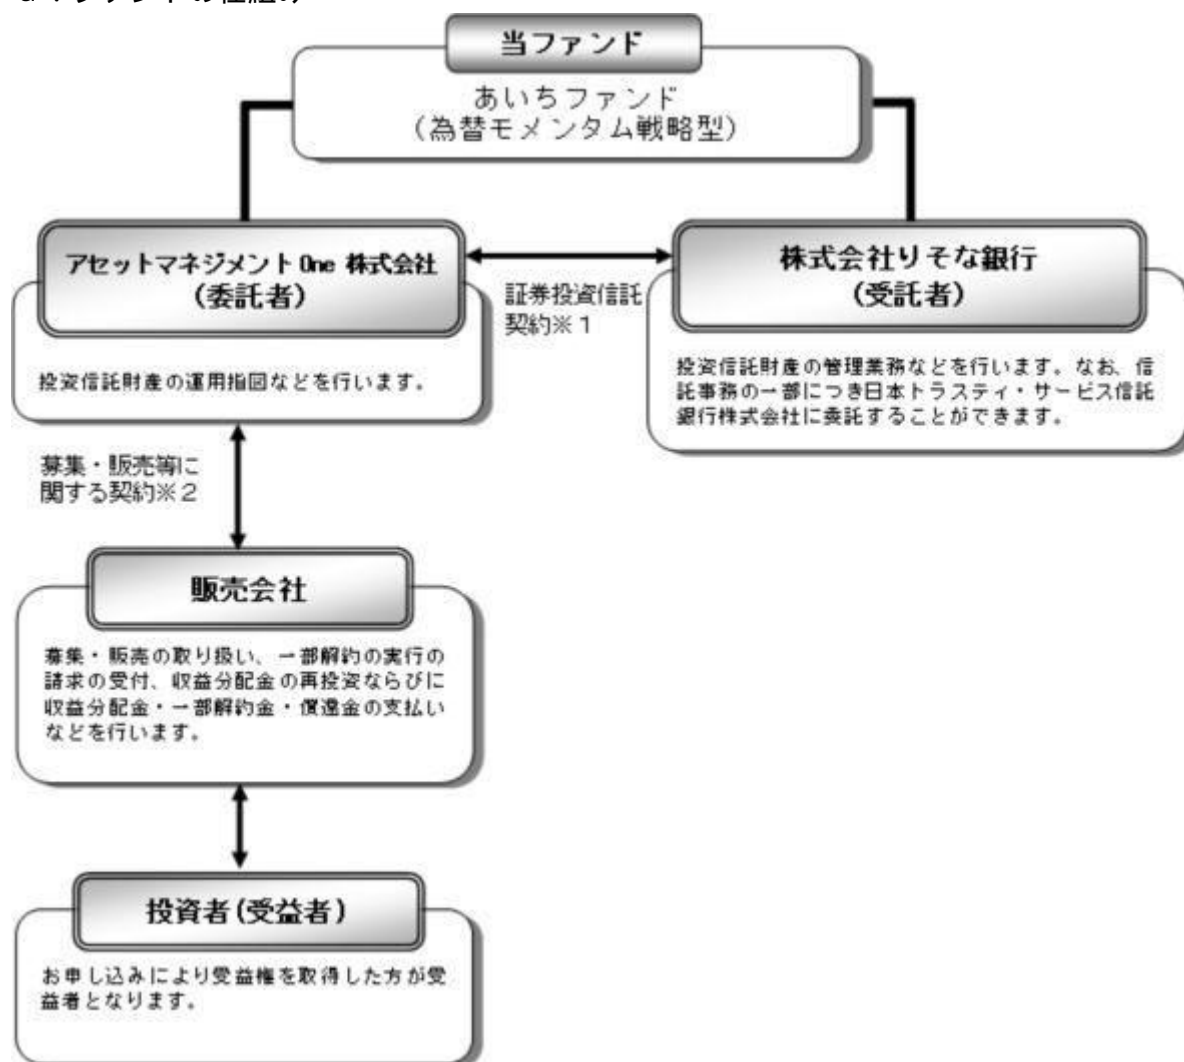 ファンドの仕組み
当ファンド
あいちファンド
（為替モメンタム戦略型）
アセットマネジメントOne 株式会社
（委託者）
投資信託財産の運用指図などを行います。
証券投資信託
契約※１
株式会社りそな銀行
（受託者）
投資信託財産の管理業務などを行います。なお、信
託事務の一部につき日本トラスティ・サービス信託
銀行株式会社に委託することができます。
募集・販売等に
関する契約※２
販売会社
募集・販売の取り扱い、一部解約の実行の
請求の受付、収益分配金の再投資ならびに
収益分配金・一部解約金・償還金の支払い
などを行います。
投資者(受益者)
お申し込みにより受益権を取得した方が受
益者となります。